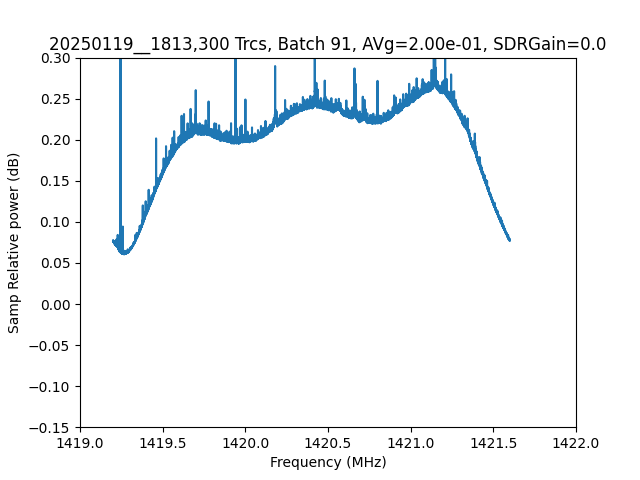 20250119__1813,300 Trcs, Batch 91, AVg=2.00e-01, SDRGain=0.0
0.30
0.25
0.20
0.15
0.10
0.05
0.00
−0.05
−0.10
−0.15
Samp Relative power (dB)
1419.0 1419.5 1420.0 1420.5 1421.0 1421.5 1422.0
Frequency (MHz)